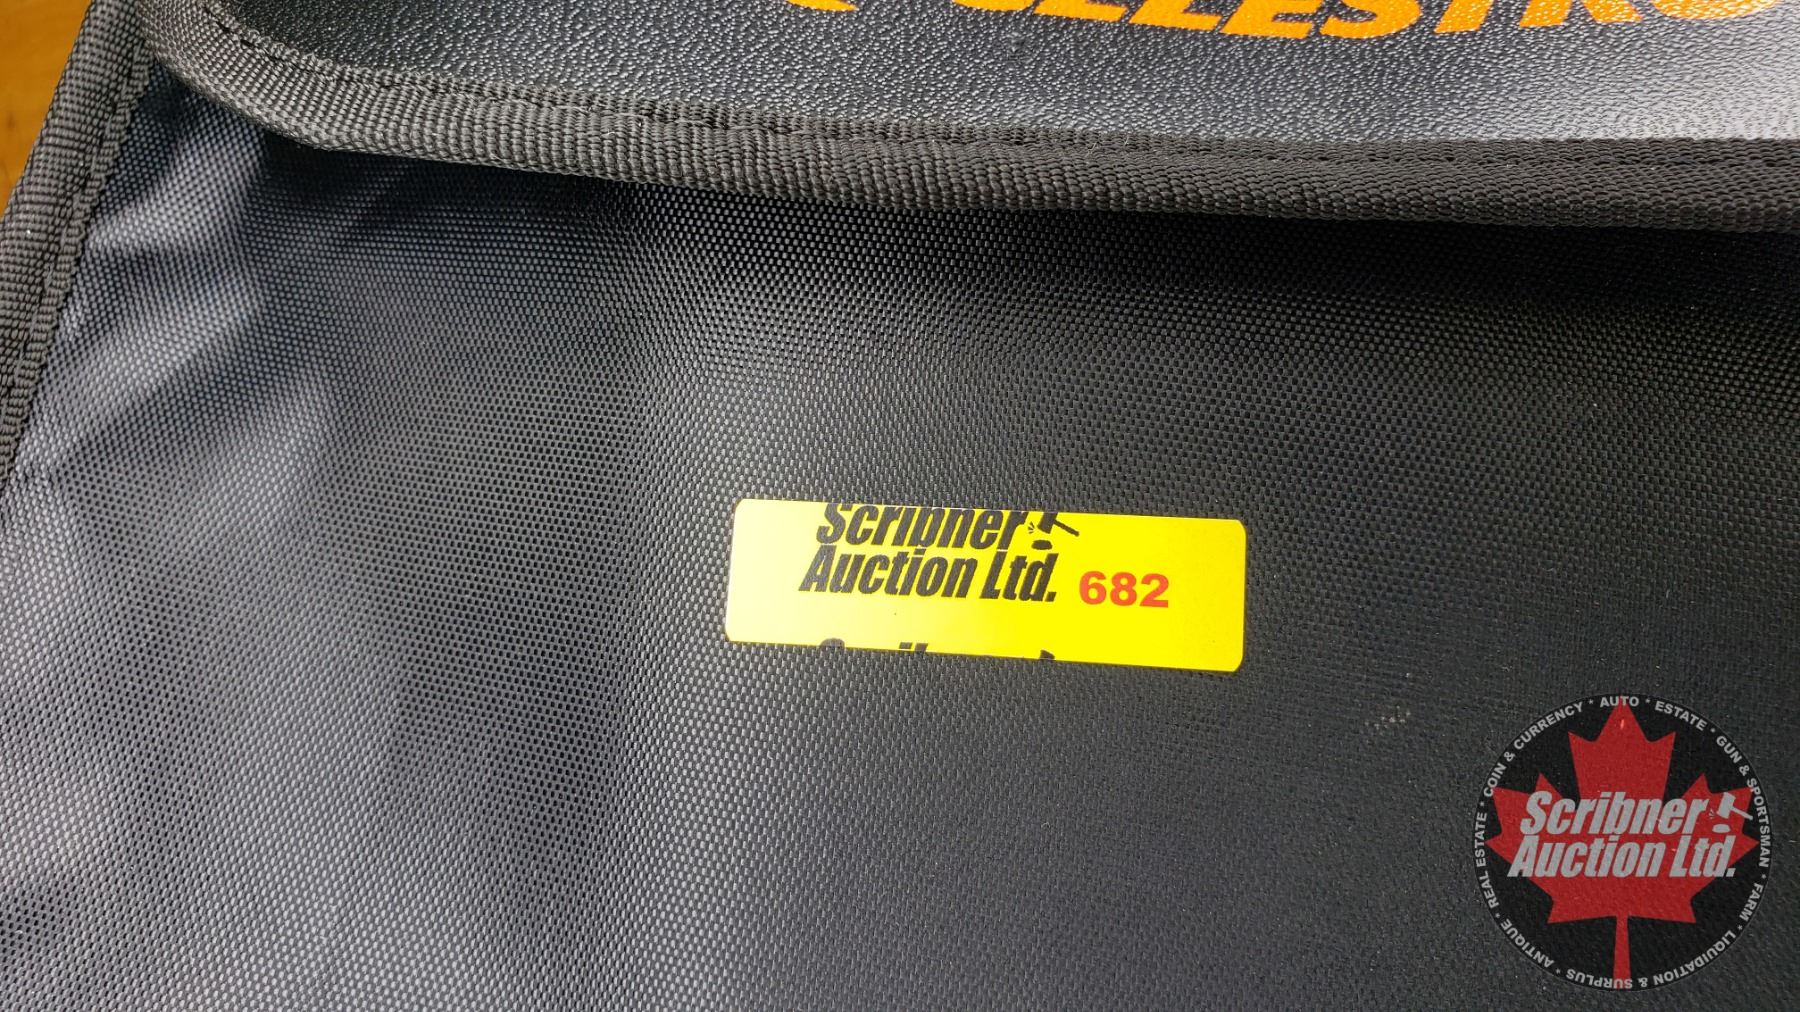 Scribner
Auction Ltd. 682
COIN & CURRENCY * AUTO * ESTATE * GUN & SPORTSMAN * FARM * LIQUIDATION & SURPLUS * ANTIQUE * REAL ESTATE *
Scribner
Auction Ltd.